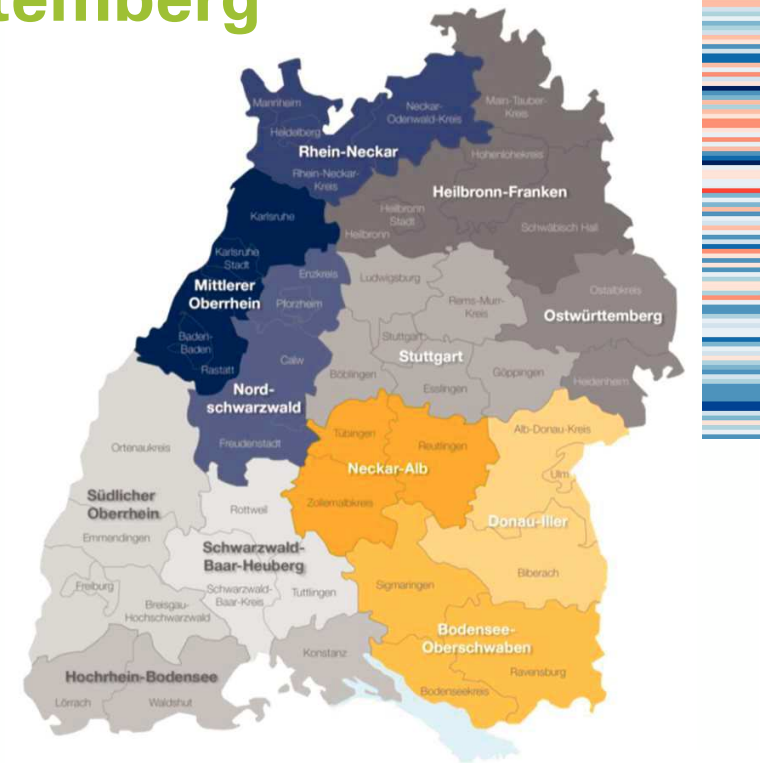 temberg
Mannheim
Heidelberg
Neckar-
Odenwald-Kreis
Main-Tauber-
Kreis
Rhein-Neckar
Rhein-Neckar-
Kreis
Hohenlohekreis
Heilbronn-Franken
Heilbronn
Stadt
Heilbronn
Schwäbisch Hall
Karlsruhe
Karlsruhe
Stadt
Mittlerer
Oberrhein
Baden-
Baden
Rastatt
Enzkreis
Pforzheim
Calw
Nord-
schwarzwald
Freudenstadt
Ludwigsburg
Rems-Murr-
Kreis
Stuttgart
Stuttgart
Böblingen
Esslingen
Göppingen
Ostalbkreis
Ostwürttemberg
Heidenheim
Tübingen
Reutlingen
Neckar-Alb
Zollernalbkreis
Alb-Donau-Kreis
Ulm
Donau-Iller
Biberach
Ortenaukreis
Südlicher
Oberrhein
Emmendingen
Freiburg
Breisgau-
Hochschwarzwald
Rottweil
Schwarzwald-
Baar-Heuberg
Schwarzwald-
Baar-Kreis
Tuttlingen
Sigmaringen
Bodensee-
Oberschwaben
Ravensburg
Bodenseekreis
Konstanz
Hochrhein-Bodensee
Lörrach
Waldshut